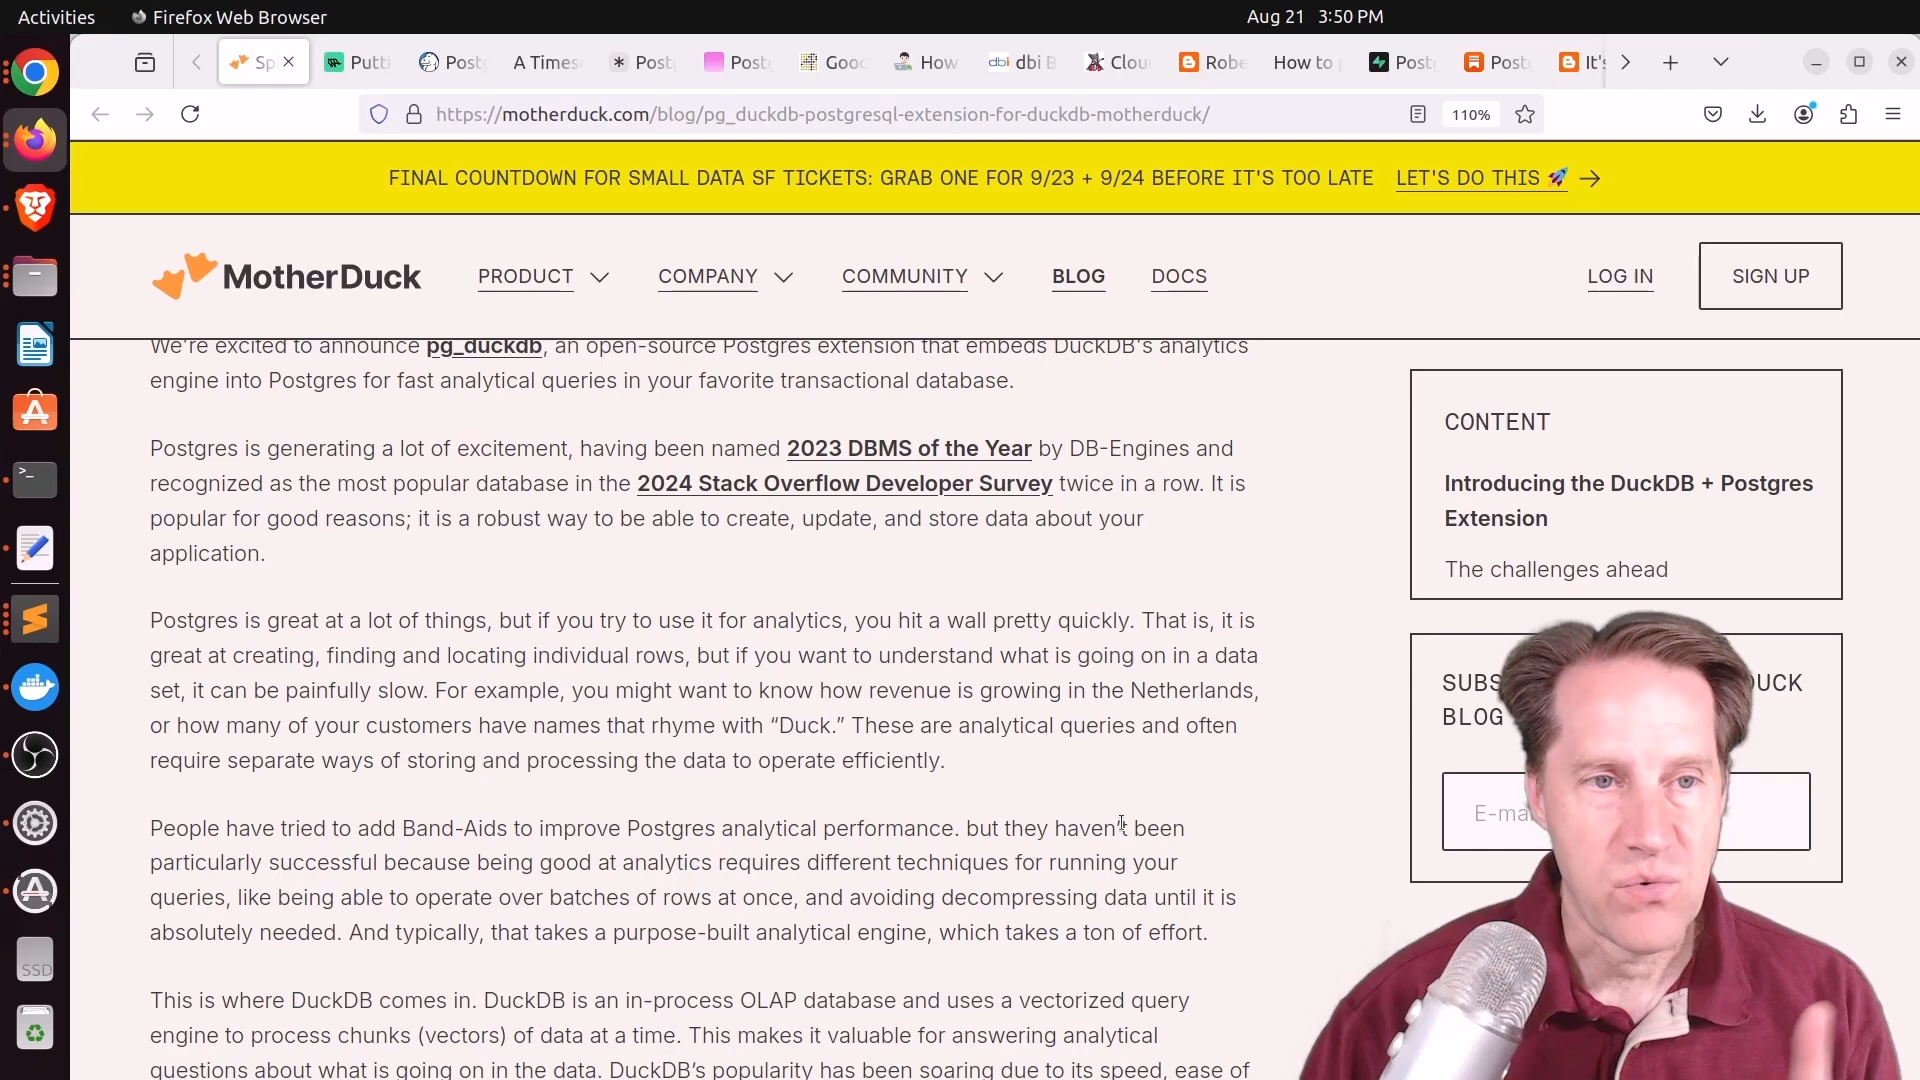 Activities
Firefox Web Browser
Aug 21 3:50 PM
Sp
Putti
Postg
A Times
Post
Postg
Good
How
dbi
dbi B
Clou
Robe
How to
Post
Post
It's
https://motherduck.com/blog/pg_duckdb-postgresql-extension-for-duckdb-motherduck/
110%
FINAL COUNTDOWN FOR SMALL DATA SF TICKETS: GRAB ONE FOR 9/23 + 9/24 BEFORE IT'S TOO LATE LET'S DO THIS 🚀 →
MotherDuck
PRODUCT
COMPANY
COMMUNITY
BLOG
DOCS
LOG IN
SIGN UP
We're excited to announce pg_duckdb, an open-source Postgres extension that embeds DuckDB's analytics
engine into Postgres for fast analytical queries in your favorite transactional database.
Postgres is generating a lot of excitement, having been named 2023 DBMS of the Year by DB-Engines and
recognized as the most popular database in the 2024 Stack Overflow Developer Survey twice in a row. It is
popular for good reasons; it is a robust way to be able to create, update, and store data about your
application.
Postgres is great at a lot of things, but if you try to use it for analytics, you hit a wall pretty quickly. That is, it is
great at creating, finding and locating individual rows, but if you want to understand what is going on in a data
set, it can be painfully slow. For example, you might want to know how revenue is growing in the Netherlands,
or how many of your customers have names that rhyme with “Duck.” These are analytical queries and often
require separate ways of storing and processing the data to operate efficiently.
People have tried to add Band-Aids to improve Postgres analytical performance. but they haven’t been
particularly successful because being good at analytics requires different techniques for running your
queries, like being able to operate over batches of rows at once, and avoiding decompressing data until it is
absolutely needed. And typically, that takes a purpose-built analytical engine, which takes a ton of effort.
This is where DuckDB comes in. DuckDB is an in-process OLAP database and uses a vectorized query
engine to process chunks (vectors) of data at a time. This makes it valuable for answering analytical
questions about what is going on in the data. DuckDB’s popularity has been soaring due to its speed, ease of
CONTENT
Introducing the DuckDB + Postgres
Extension
The challenges ahead
SUBS UCK
BLOG
E-ma
SSD